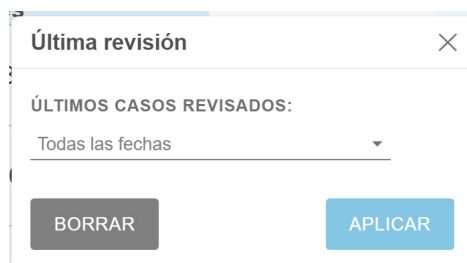 Última revisión
ÚLTIMOS CASOS REVISADOS:
Todas las fechas
BORRAR
APLICAR